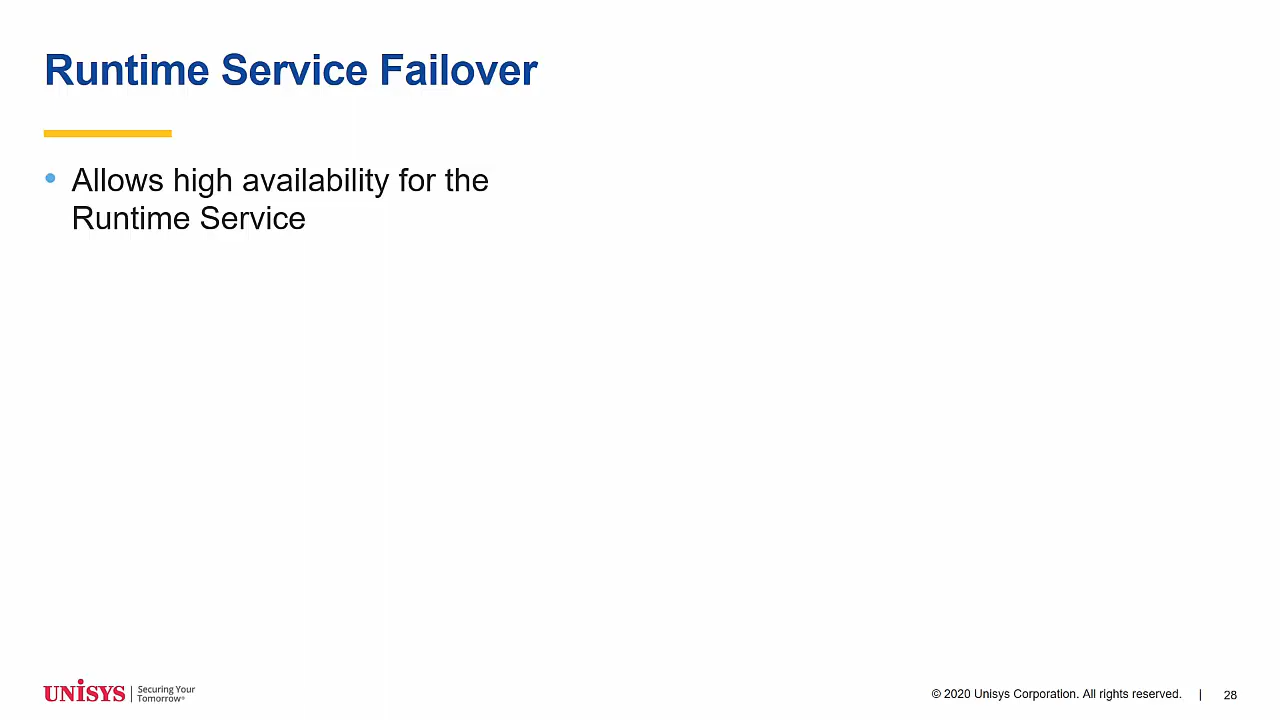 Runtime Service Failover
• Allows high availability for the
Runtime Service
UNISYS | Securing Your
Tomorrow®
© 2020 Unisys Corporation. All rights reserved. | 28